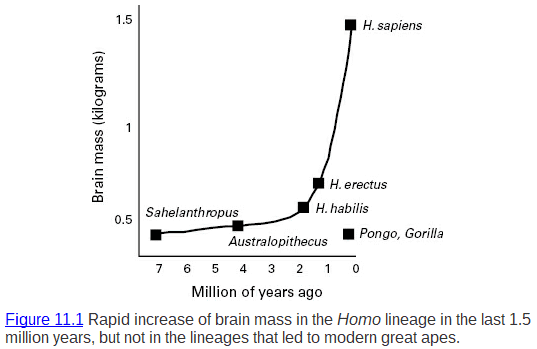 1.5
H. sapiens
Brain mass (kilograms)
1
H. erectus
Sahelanthropus
H. habilis
0.5
Australopithecus
Pongo, Gorilla
7 6 5 4 3 2 1 0
Million of years ago
Figure 11.1 Rapid increase of brain mass in the Homo lineage in the last 1.5
million years, but not in the lineages that led to modern great apes.